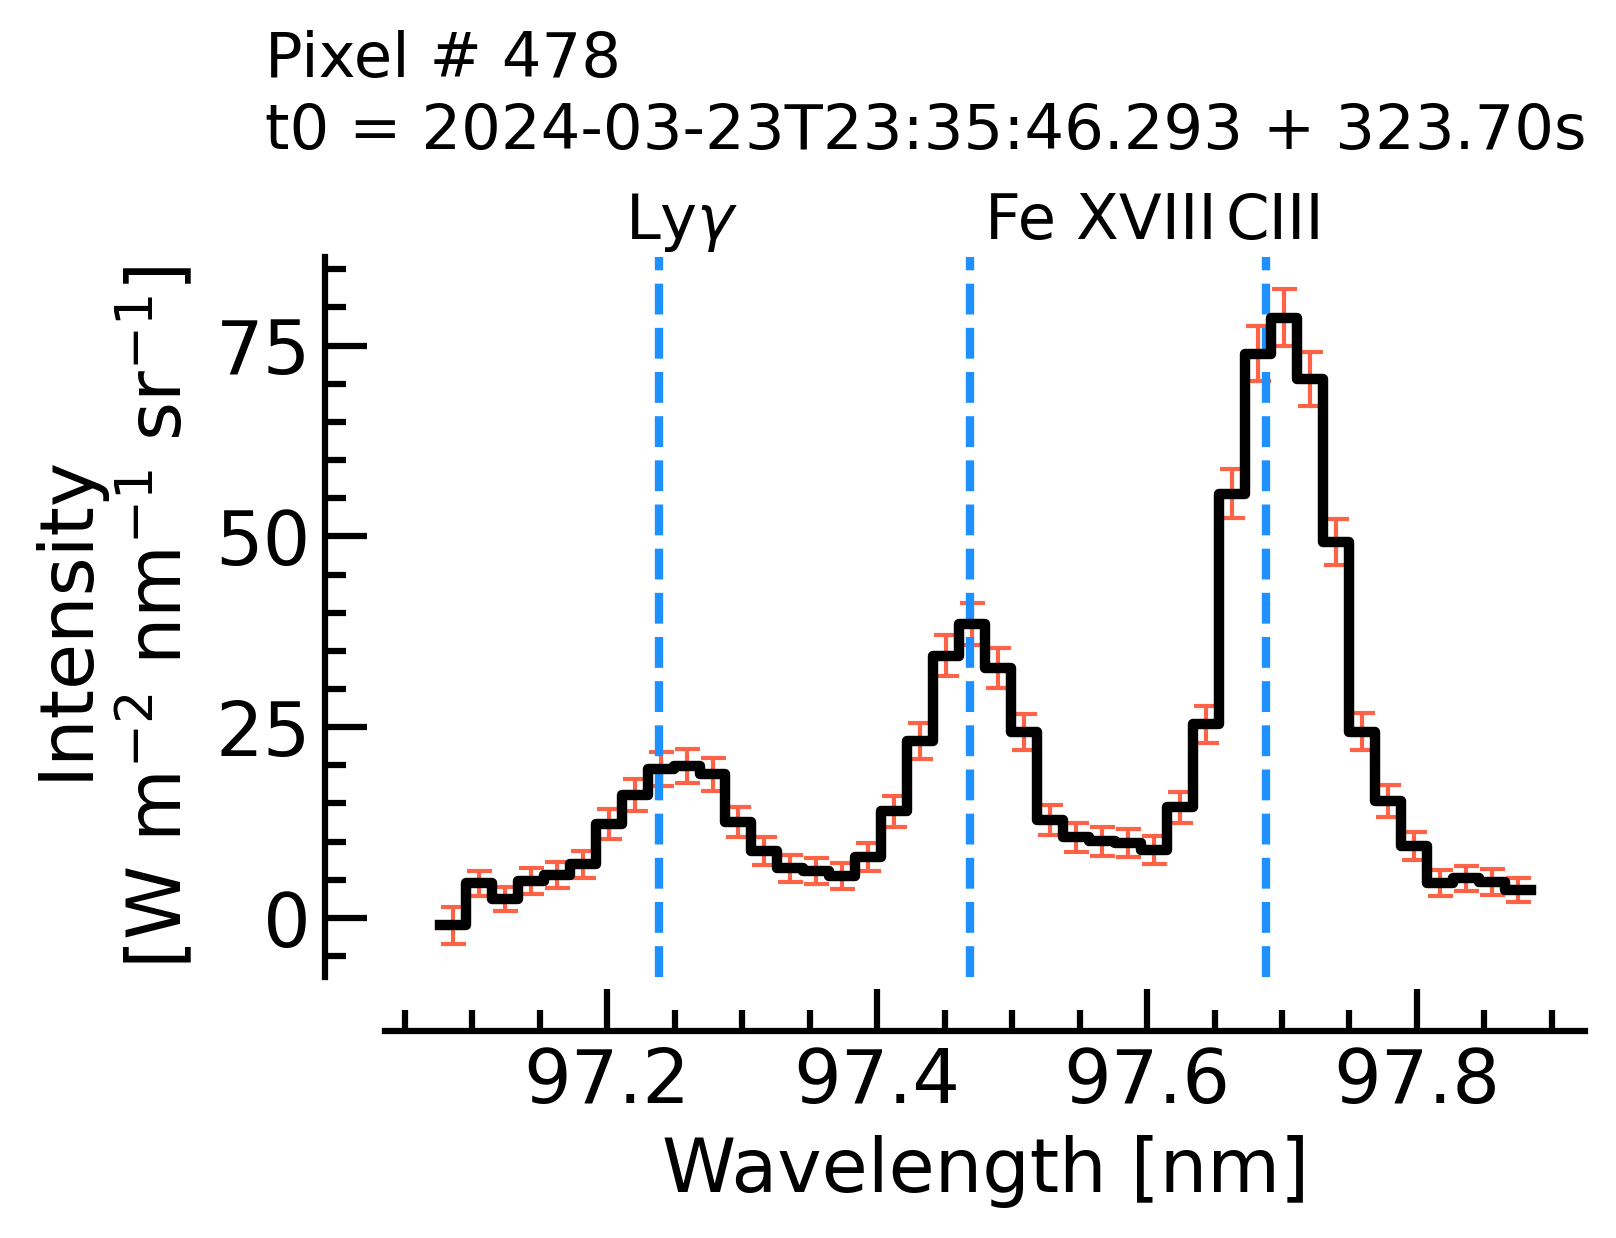 Pixel # 478
t0 = 2024-03-23T23:35:46.293 + 323.70s
Lyγ Fe XVIII CIII
Intensity
[W m⁻² nm⁻¹ sr⁻¹]
75
50
25
0
97.2 97.4 97.6 97.8
Wavelength [nm]